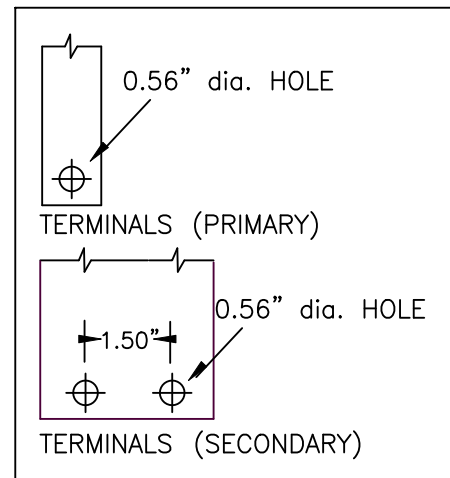 0.56” dia. HOLE
TERMINALS (PRIMARY)
0.56” dia. HOLE
1.50”
TERMINALS (SECONDARY)